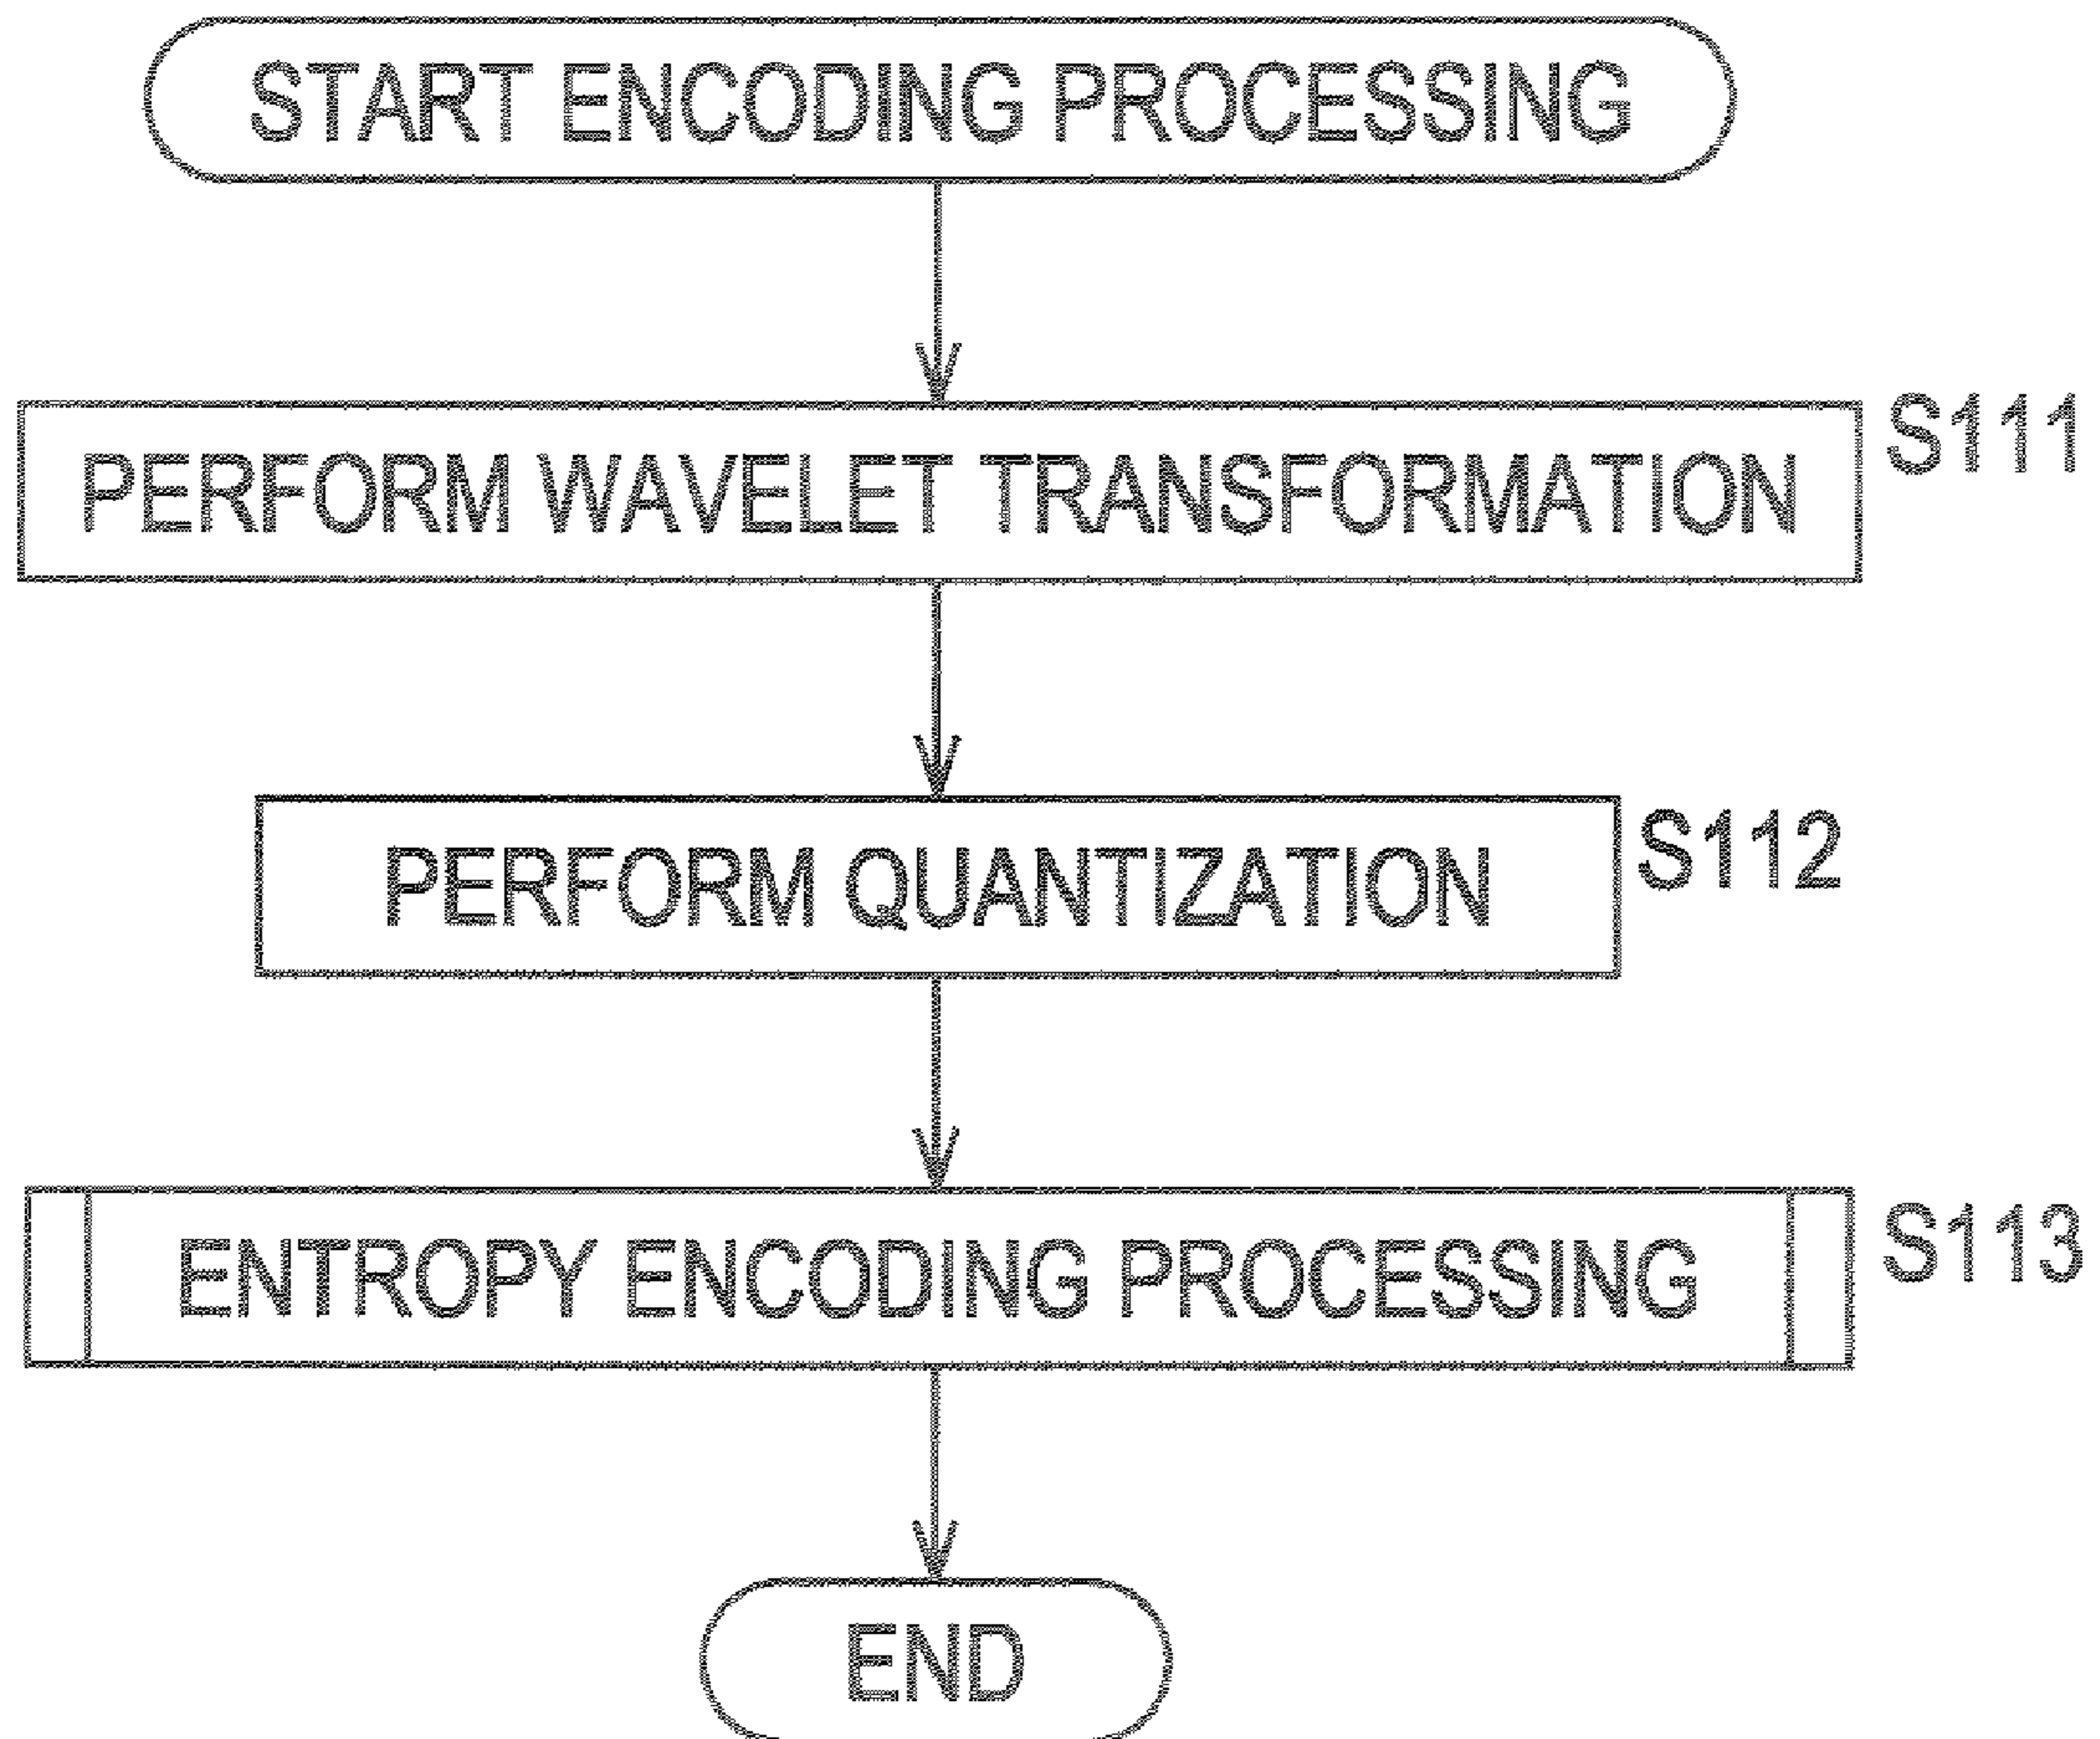 START ENCODING PROCESSING
S111
PERFORM WAVELET TRANSFORMATION
S112
PERFORM QUANTIZATION
S113
ENTROPY ENCODING PROCESSING
END